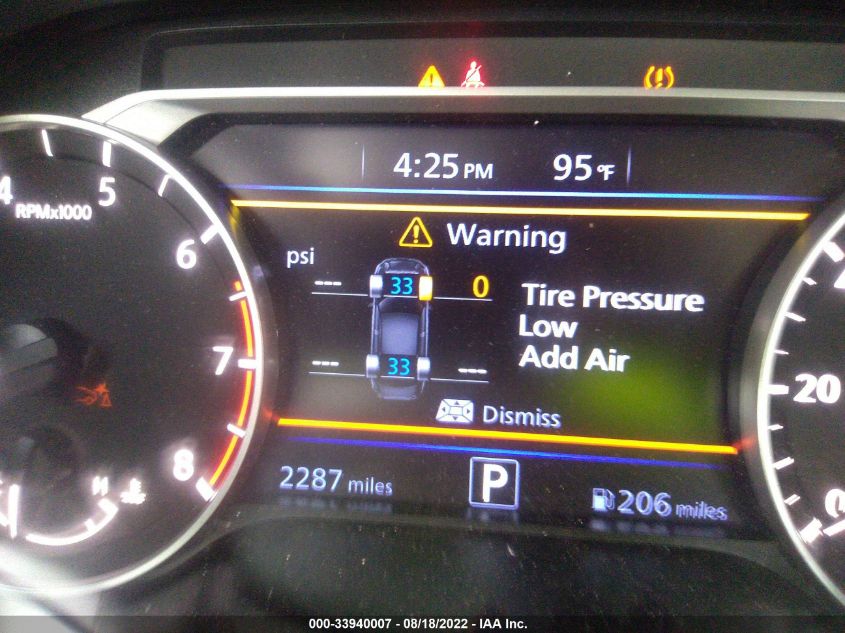 4:25 PM 95 °F
4 5 6 7 8
RPMx1000
Warning
psi
--- 33 0
Tire Pressure
Low
Add Air
--- 33 ---
Dismiss
2287 miles P 206 miles
H
20
0
000-33940007 - 08/18/2022 - IAA Inc.